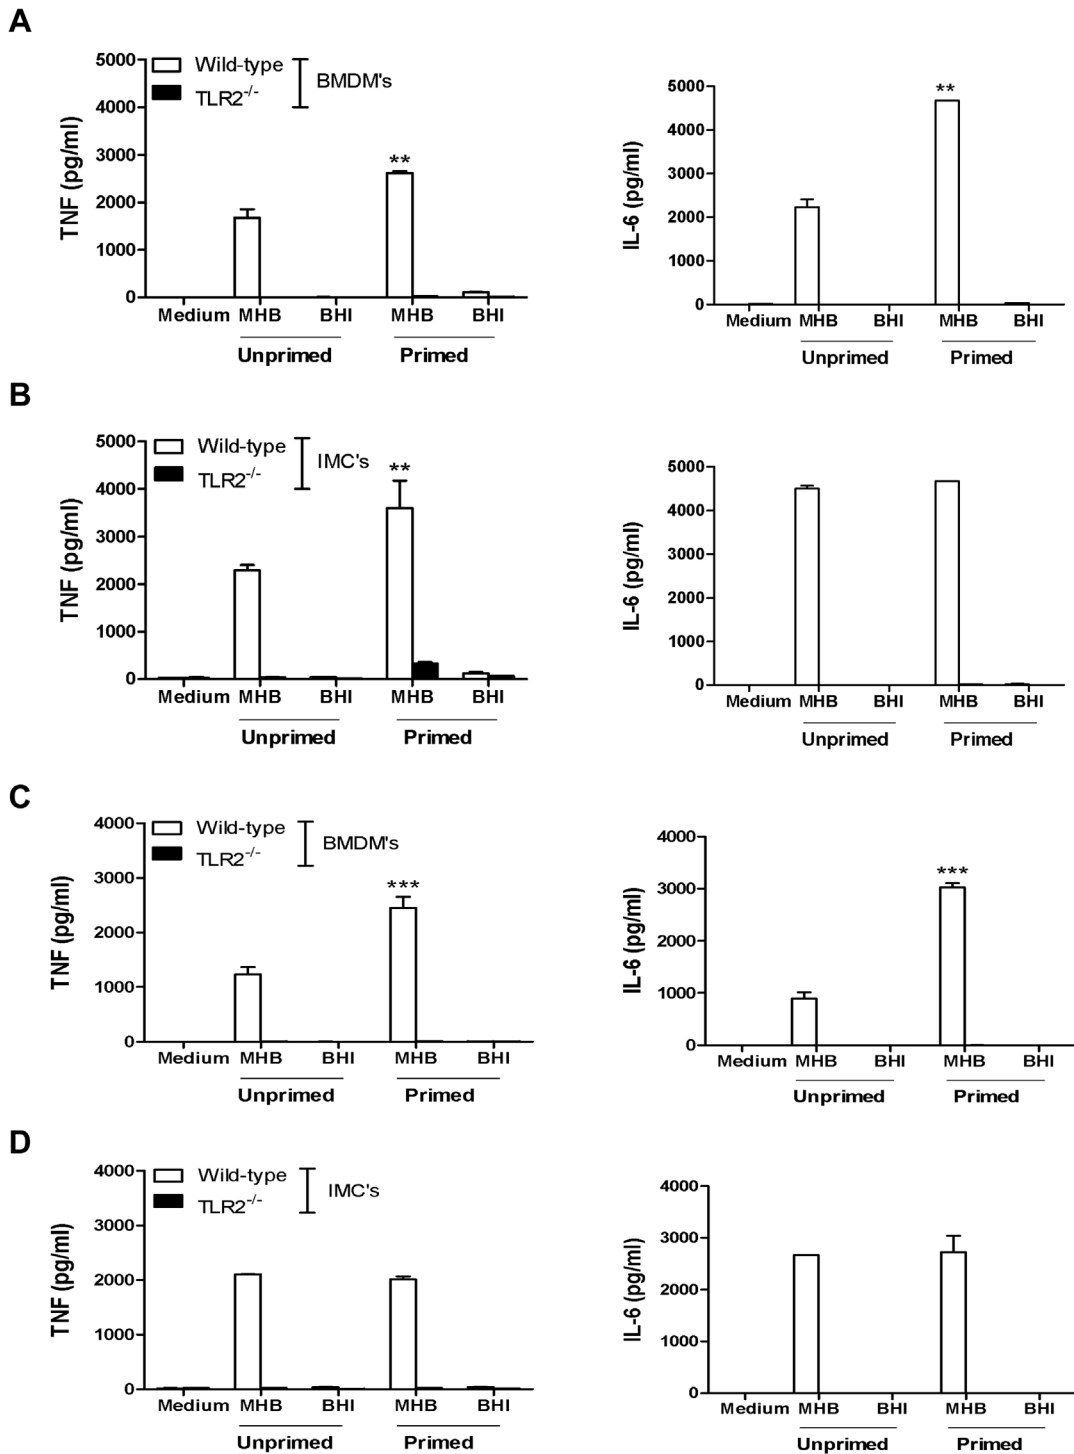 A
TNF (pg/ml)
5000
4000
3000
2000
1000
0
Wild-type
TLR2-/-
BMDM's
**
Medium MHB BHI MHB BHI
Unprimed Primed
IL-6 (pg/ml)
5000
4000
3000
2000
1000
0
**
Medium MHB BHI MHB BHI
Unprimed Primed
B
TNF (pg/ml)
5000
4000
3000
2000
1000
0
Wild-type
TLR2-/-
IMC's
**
Medium MHB BHI MHB BHI
Unprimed Primed
IL-6 (pg/ml)
5000
4000
3000
2000
1000
0
Medium MHB BHI MHB BHI
Unprimed Primed
C
TNF (pg/ml)
4000
3000
2000
1000
0
Wild-type
TLR2-/-
BMDM's
***
Medium MHB BHI MHB BHI
Unprimed Primed
IL-6 (pg/ml)
4000
3000
2000
1000
0
***
Medium MHB BHI MHB BHI
Unprimed Primed
D
TNF (pg/ml)
4000
3000
2000
1000
0
Wild-type
TLR2-/-
IMC's
Medium MHB BHI MHB BHI
Unprimed Primed
IL-6 (pg/ml)
4000
3000
2000
1000
0
Medium MHB BHI MHB BHI
Unprimed Primed